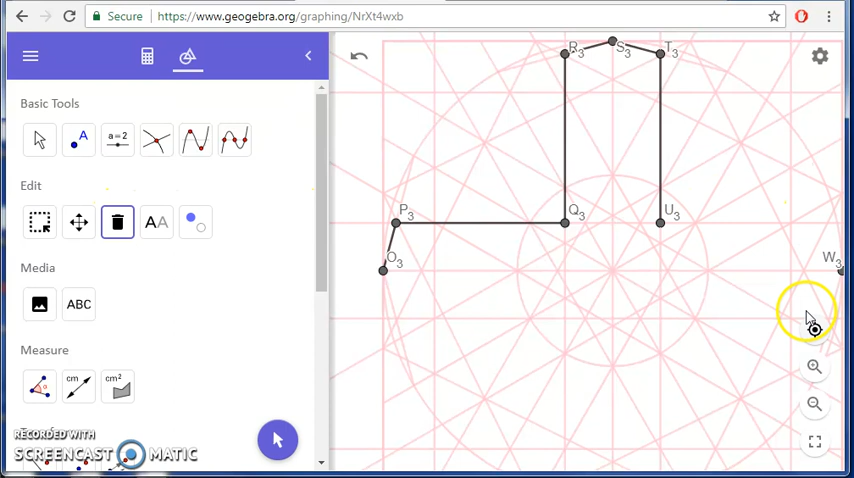 Secure | https://www.geogebra.org/graphing/NrXt4wxb
Basic Tools
A
a=2
Edit
AA
Media
ABC
Measure
α
cm
cm²
RECORDED WITH
SCREENCAST MATIC
R₃
S₃
T₃
P₃
Q₃
U₃
O₃
W₃